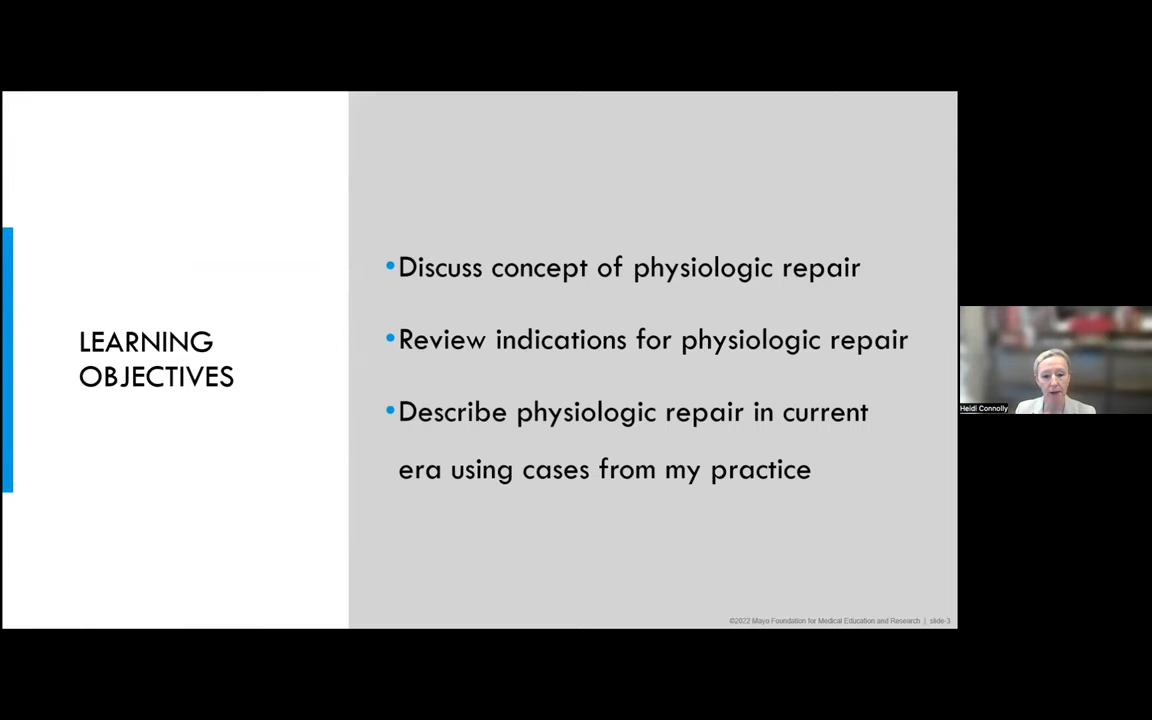 LEARNING
OBJECTIVES
•Discuss concept of physiologic repair
•Review indications for physiologic repair
•Describe physiologic repair in current
era using cases from my practice
Heidi Connolly
©2022 Mayo Foundation for Medical Education and Research | slide-3